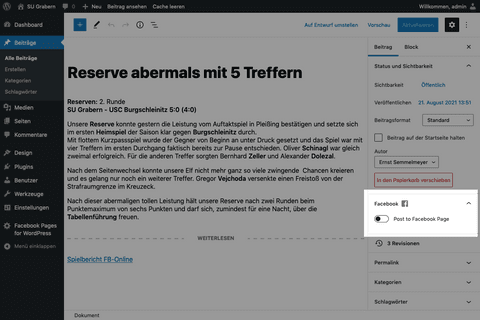 SU Grabern 0 Neu Beitrag ansehen Cache leeren Willkommen, admin
Auf Entwurf umstellen Vorschau Aktualisieren
Dashboard
Beiträge
Alle Beiträge
Erstellen
Kategorien
Schlagwörter
Medien
Seiten
Kommentare
Design
Plugins
Benutzer
Werkzeuge
Einstellungen
Facebook Pages
for WordPress
Menü einklappen
Reserve abermals mit 5 Treffern
Reserven: 2. Runde
SU Grabern - USC Burgschleinitz 5:0 (4:0)
Unsere Reserve konnte gestern die Leistung vom Auftaktspiel in Pleißing bestätigen und setzte sich
im ersten Heimspiel der Saison klar gegen Burgschleinitz durch.
Mit flottem Kurzpassspiel wurde der Gegner von Beginn an unter Druck gesetzt und das Spiel war mit
vier Treffern im ersten Durchgang faktisch bereits zur Pause entschieden. Oliver Schinagl war gleich
zweimal erfolgreich. Für die anderen Treffer sorgten Bernhard Zeller und Alexander Dolezal.
Nach dem Seitenwechsel konnte unsere Elf nicht mehr ganz so viele zwingende Chancen kreieren
und es gelang nur noch ein weiterer Treffer. Gregor Vejchoda versenkte einen Freistoß von der
Strafraumgrenze im Kreuzeck.
Nach dieser abermaligen tollen Leistung hält unsere Reserve nach zwei Runden beim
Punktemaximum von sechs Punkten und darf sich, zumindest für eine Nacht, über die
Tabellenführung freuen.
WEITERLESEN
Spielbericht FB-Online
Dokument
Beitrag Block
Status und Sichtbarkeit
Sichtbarkeit Öffentlich
Veröffentlichen 21. August 2021 15:51
Beitragsformat Standard
Beitrag auf der Startseite halten
Autor
Ernst Semmelmeyer
In den Papierkorb verschieben
Facebook
Post to Facebook Page
3 Revisionen
Permalink
Kategorien
Schlagwörter